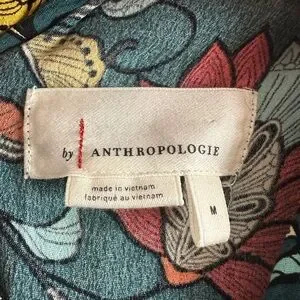 by ANTHROPOLOGIE
made in vietnam
fabriqué au vietnam
M